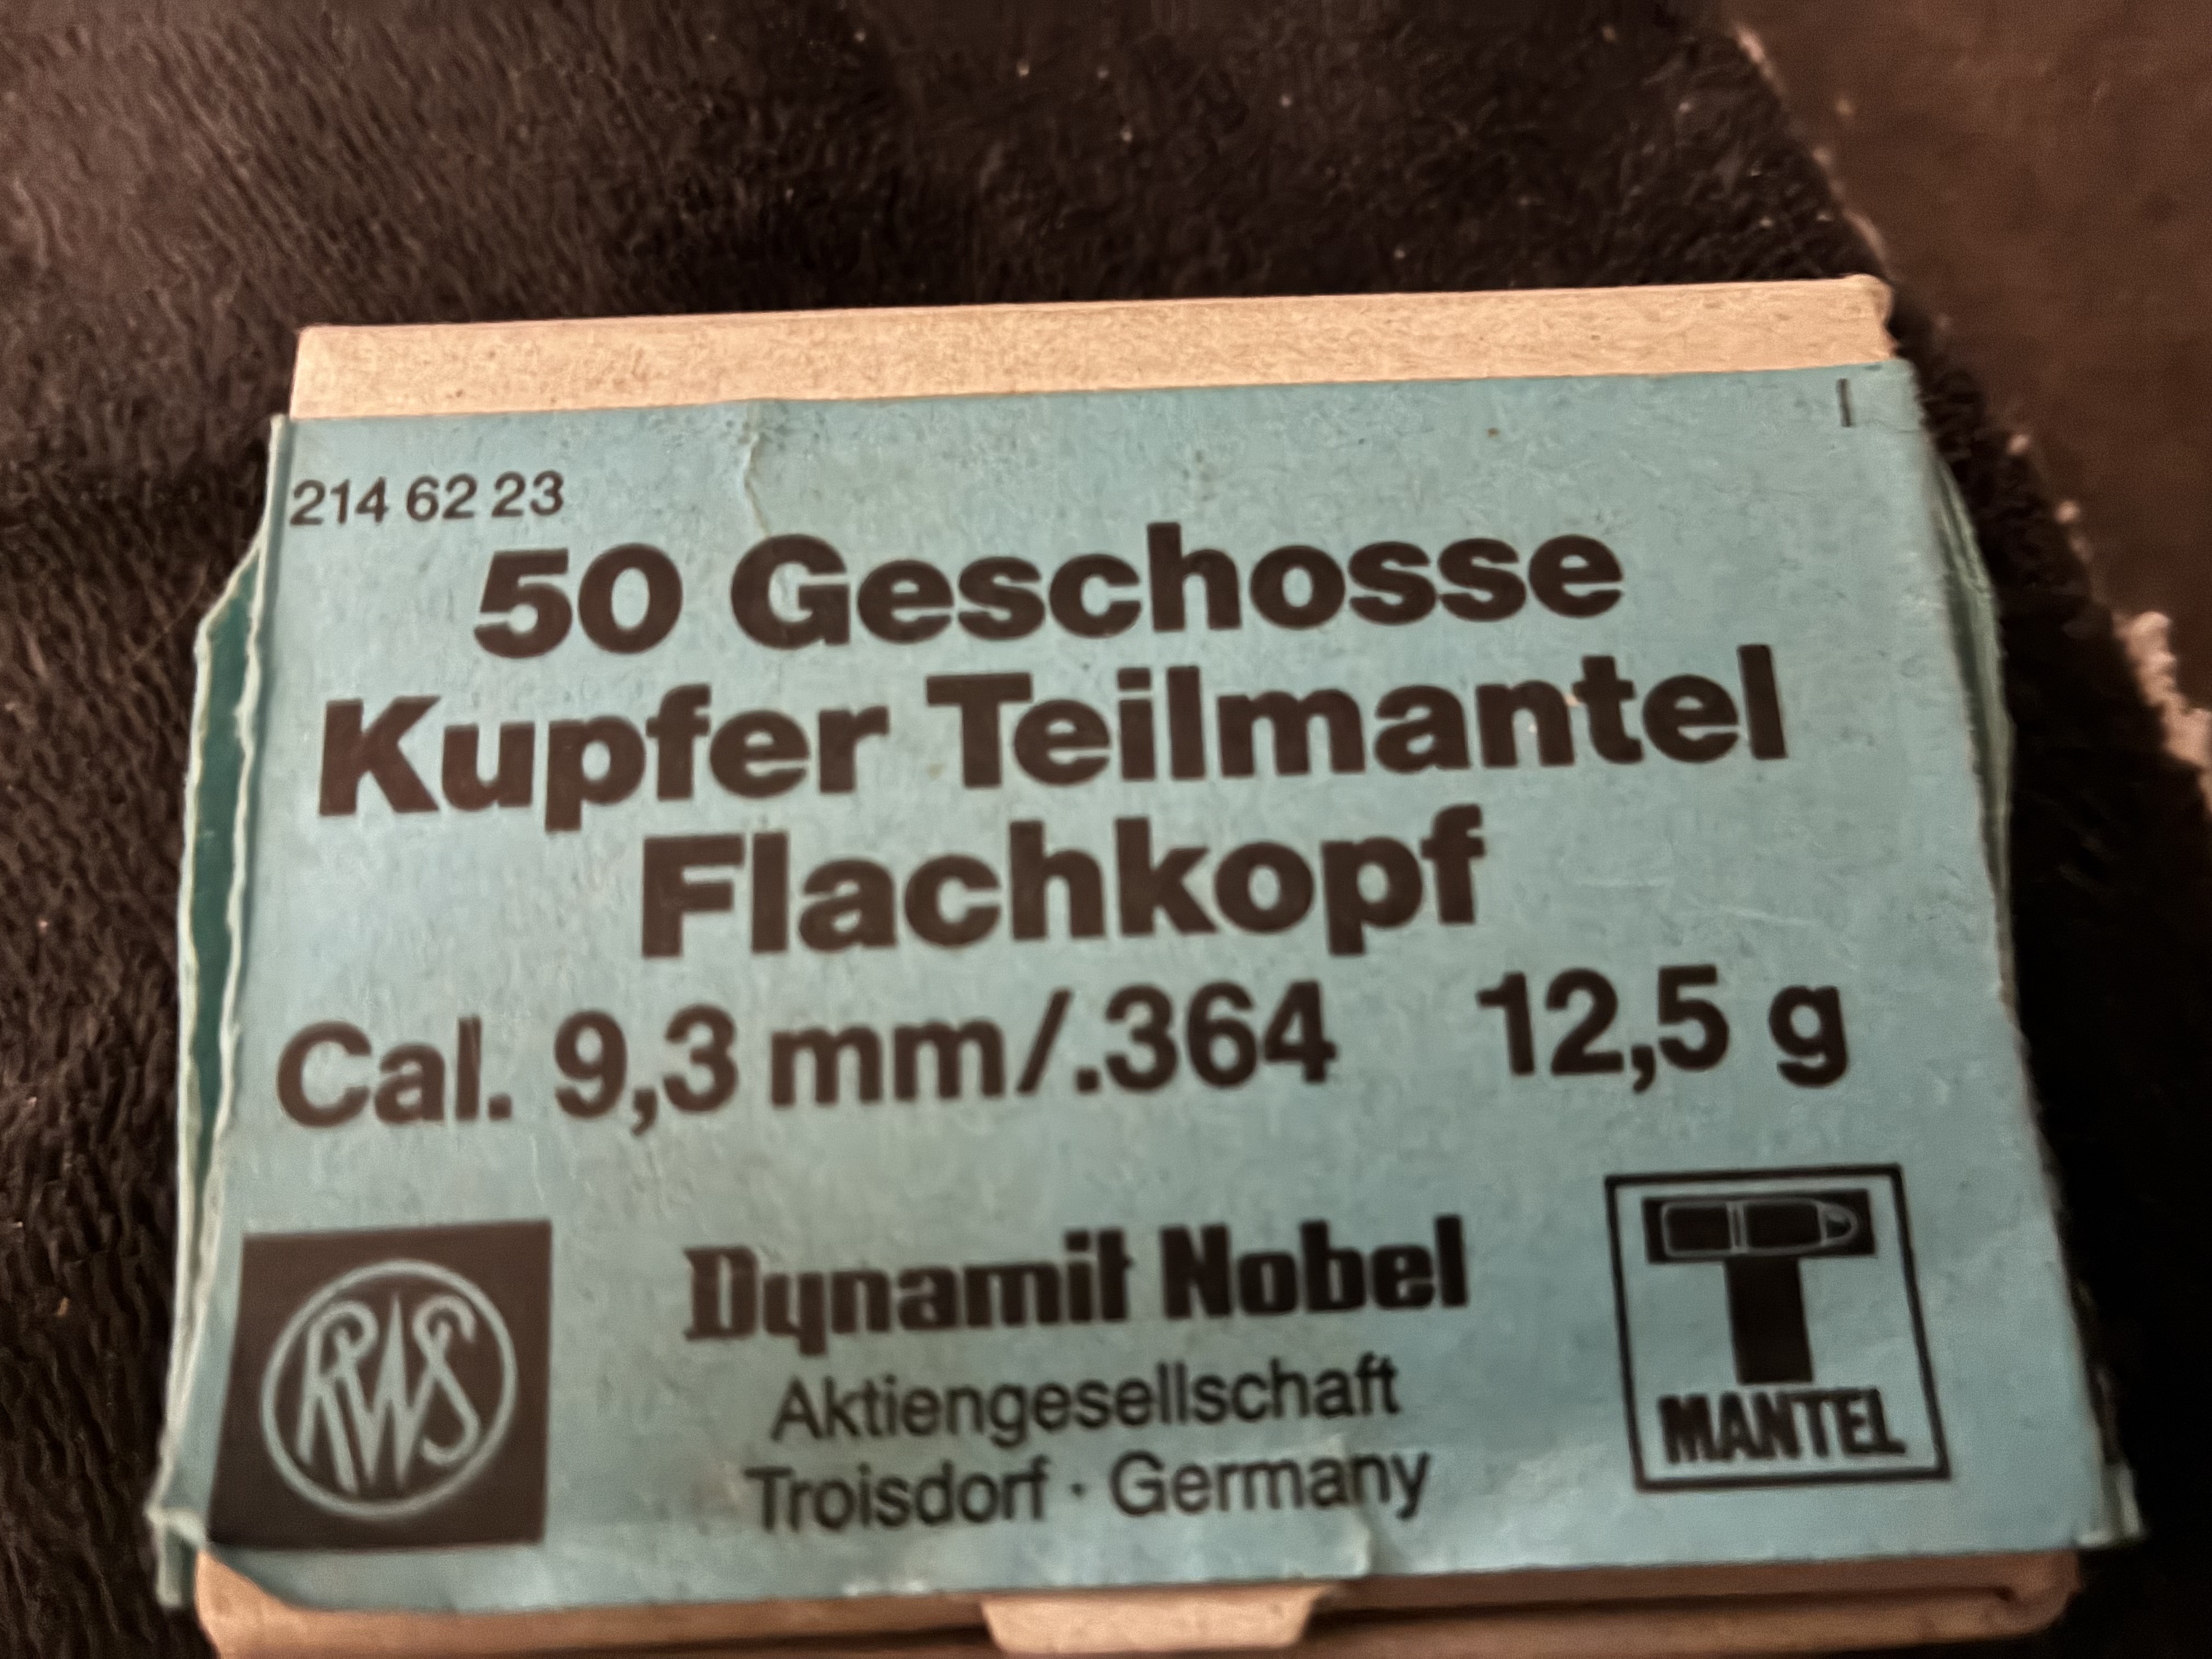 214 62 23
50 Geschosse
Kupfer Teilmantel
Flachkopf
Cal. 9,3 mm/.364 12,5 g
RWS
Dynamit Nobel
Aktiengesellschaft
Troisdorf · Germany
T
MANTEL